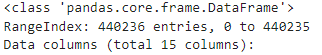 <class 'pandas.core.frame.DataFrame'>
RangeIndex: 440236 entries, 0 to 440235
Data columns (total 15 columns):